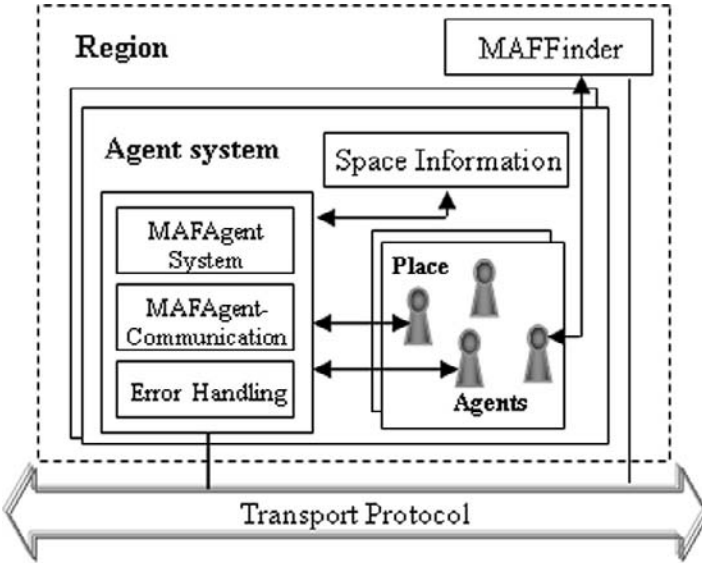 Region
MAFFinder
Agent system
Space Information
MAFAgent
System
MAFAgent-
Communication
Error Handling
Place
Agents
Transport Protocol